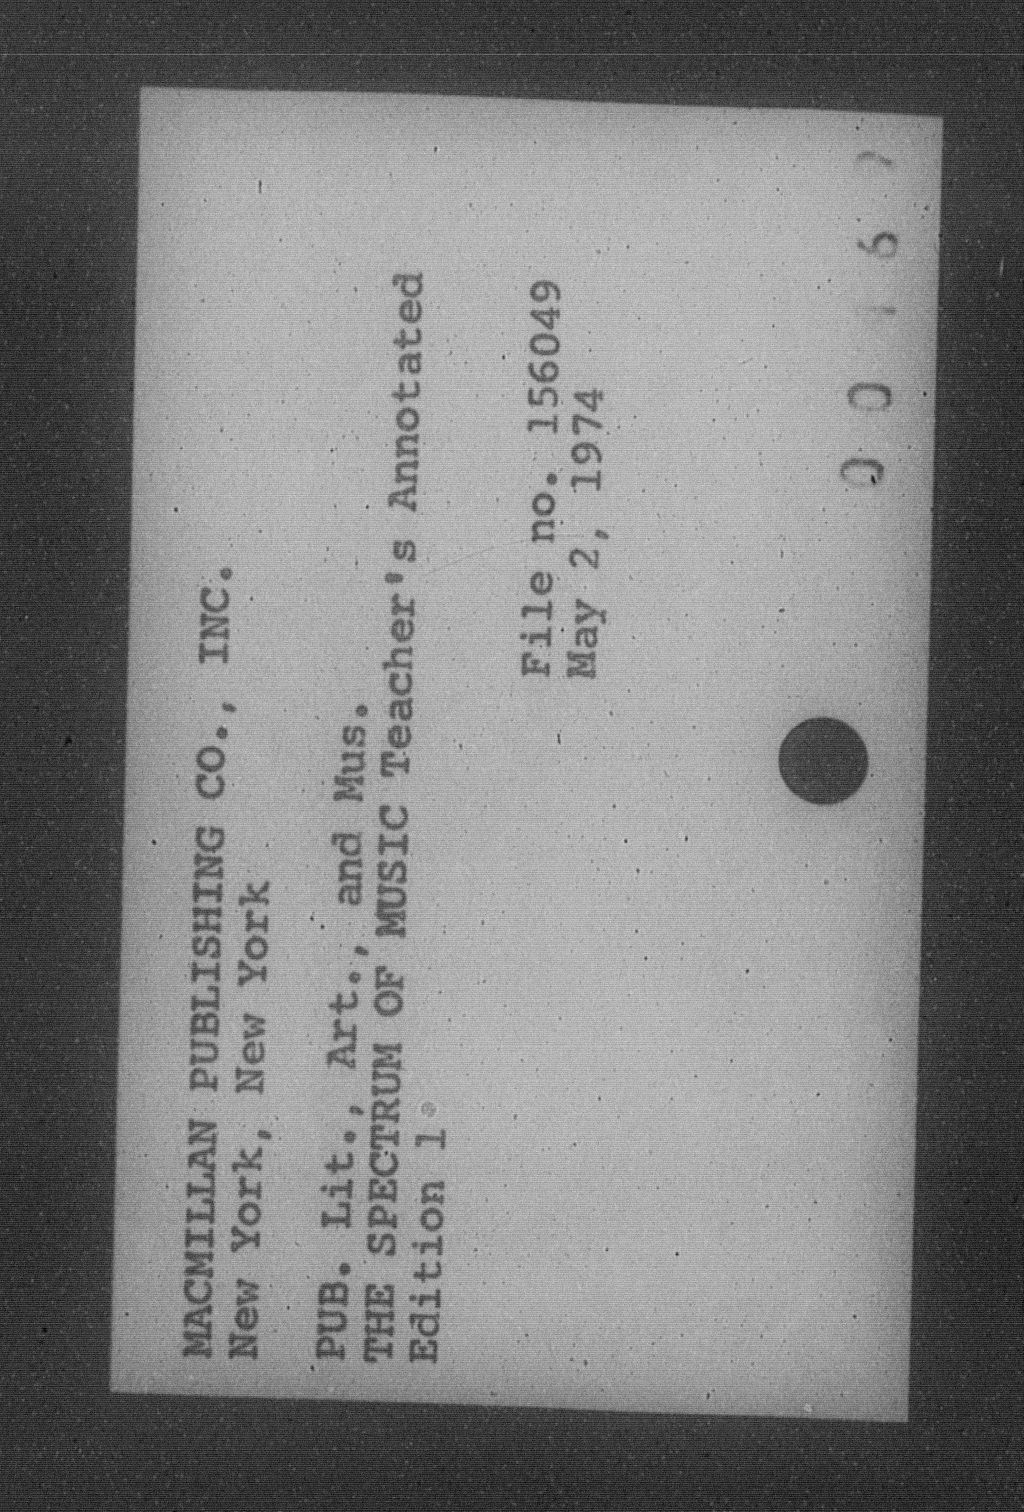 MACMILLAN PUBLISHING CO., INC.
New York, New York
PUB. Lit., Art., and Mus.
THE SPECTRUM OF MUSIC Teacher's Annotated
Edition 1
File no. 156049
May 2, 1974
00167